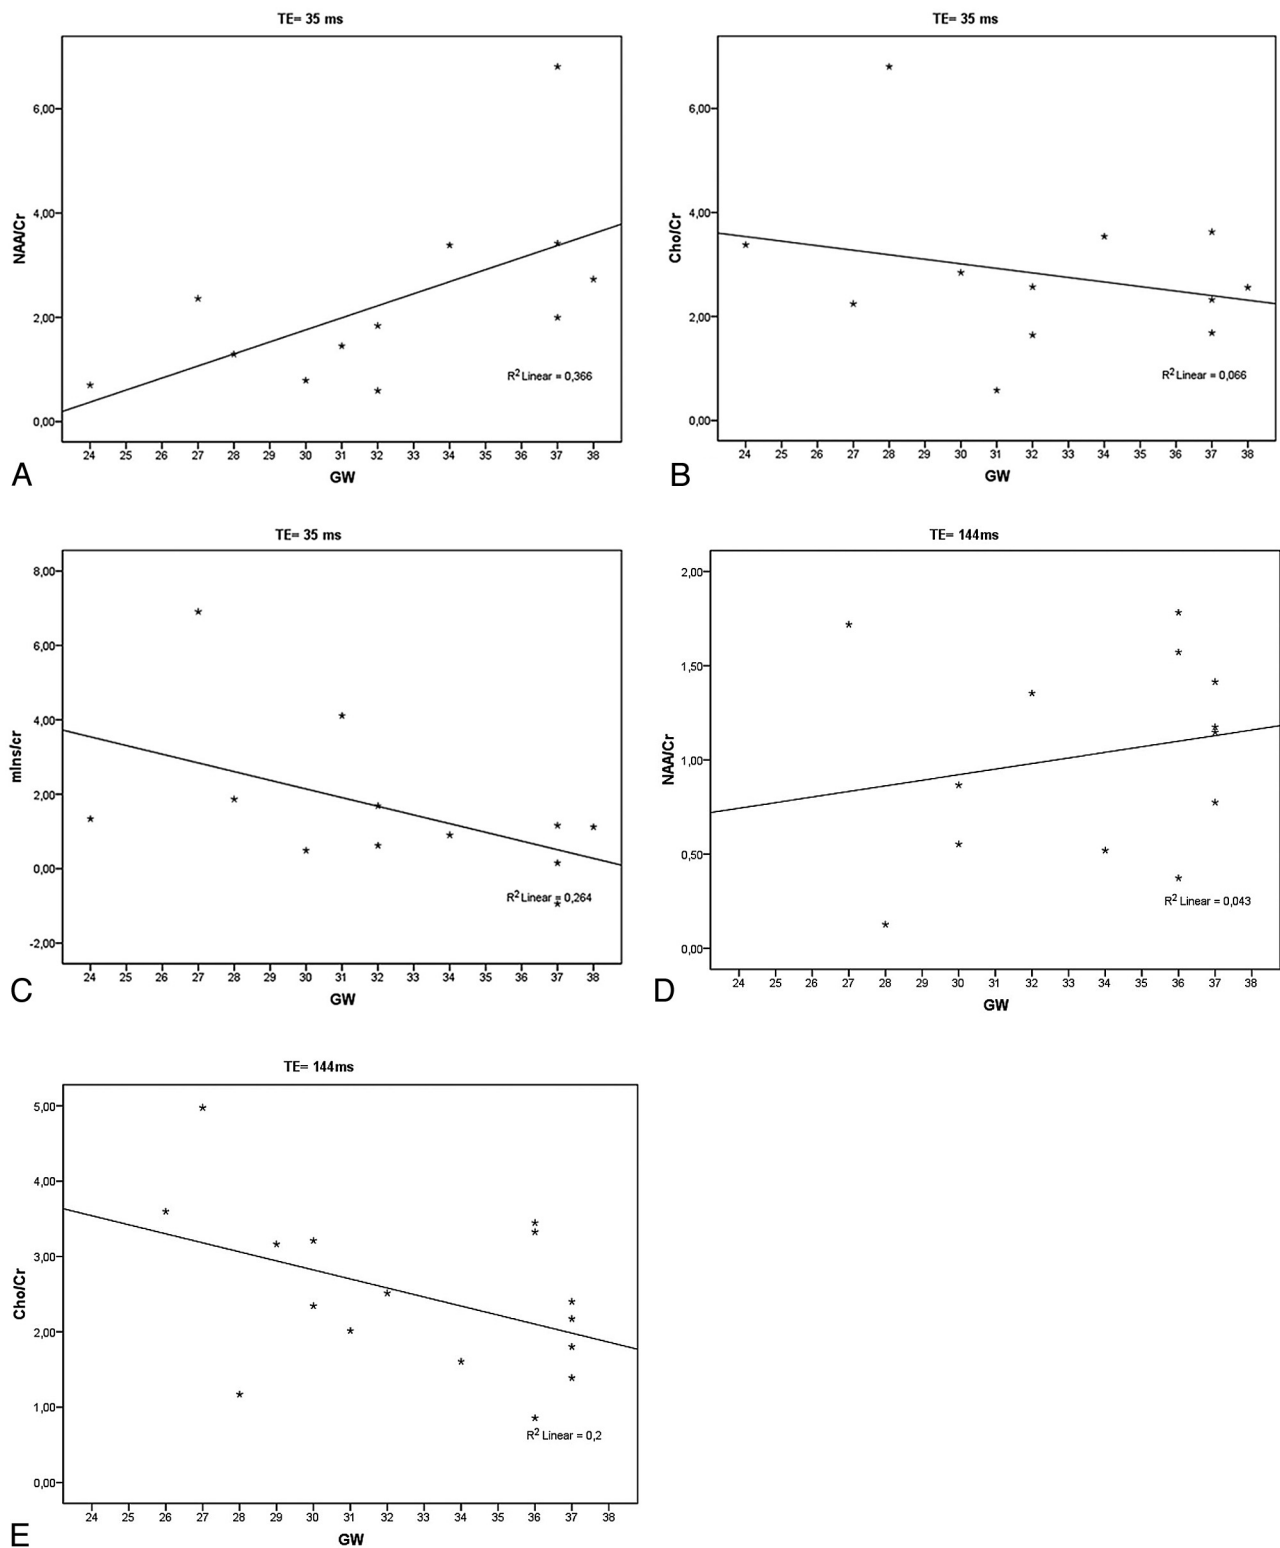 TE= 35 ms
NAA/Cr
6,00
4,00
2,00
0,00
R2 Linear = 0,366
24 25 26 27 28 29 30 31 32 33 34 35 36 37 38
GW
A
TE= 35 ms
Cho/Cr
6,00
4,00
2,00
0,00
R2 Linear = 0,066
24 25 26 27 28 29 30 31 32 33 34 35 36 37 38
GW
B
TE= 35 ms
mIns/cr
8,00
6,00
4,00
2,00
0,00
-2,00
R2 Linear = 0,264
24 25 26 27 28 29 30 31 32 33 34 35 36 37 38
GW
C
TE= 144ms
NAA/Cr
2,00
1,50
1,00
0,50
0,00
R2 Linear = 0,043
24 25 26 27 28 29 30 31 32 33 34 35 36 37 38
GW
D
TE= 144ms
Cho/Cr
5,00
4,00
3,00
2,00
1,00
0,00
R2 Linear = 0,2
24 25 26 27 28 29 30 31 32 33 34 35 36 37 38
GW
E